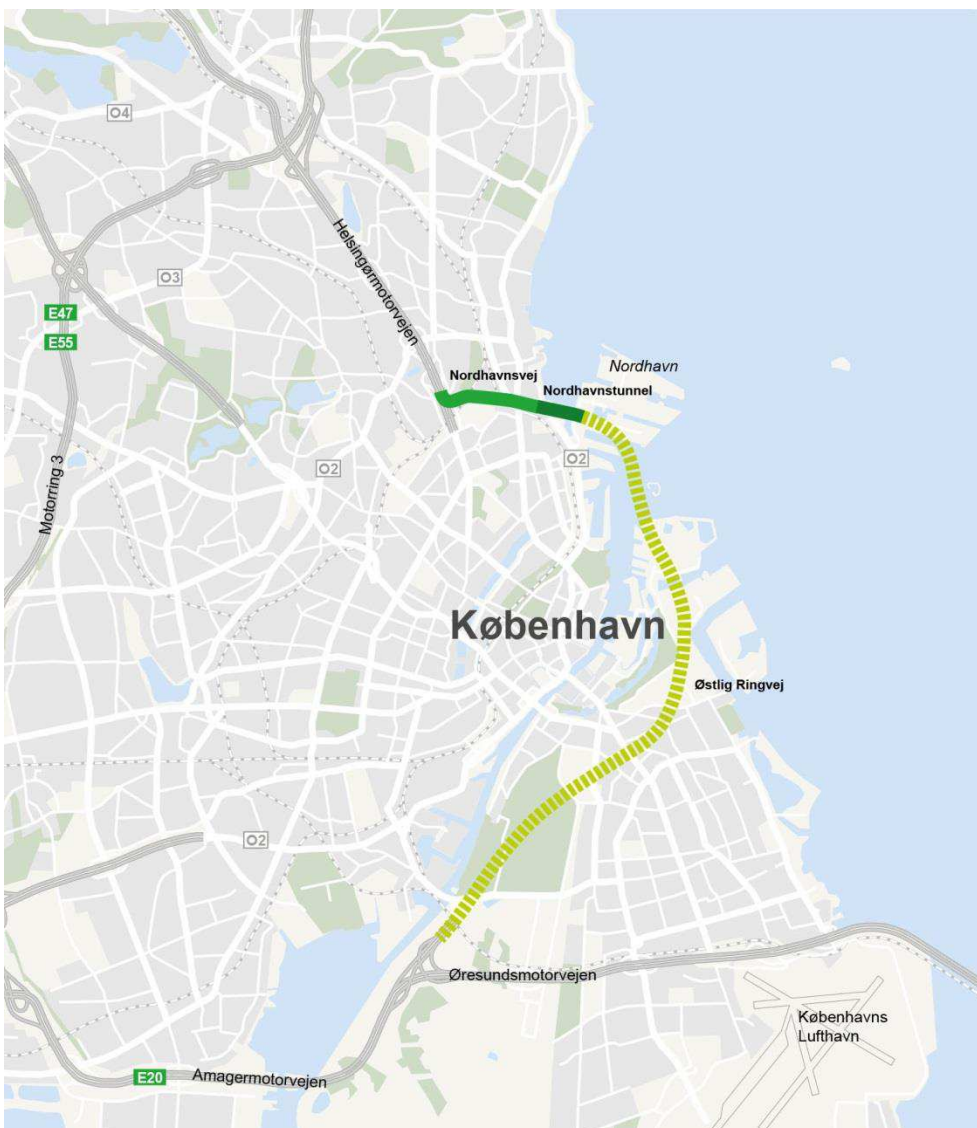 O4
Helsingørmotorvejen
O3
E47
E55
Nordhavn
Nordhavnsvej
Nordhavnstunnel
O2
O2
Motorring 3
København
Østlig Ringvej
O2
Øresundsmotorvejen
Københavns
Lufthavn
E20
Amagermotorvejen